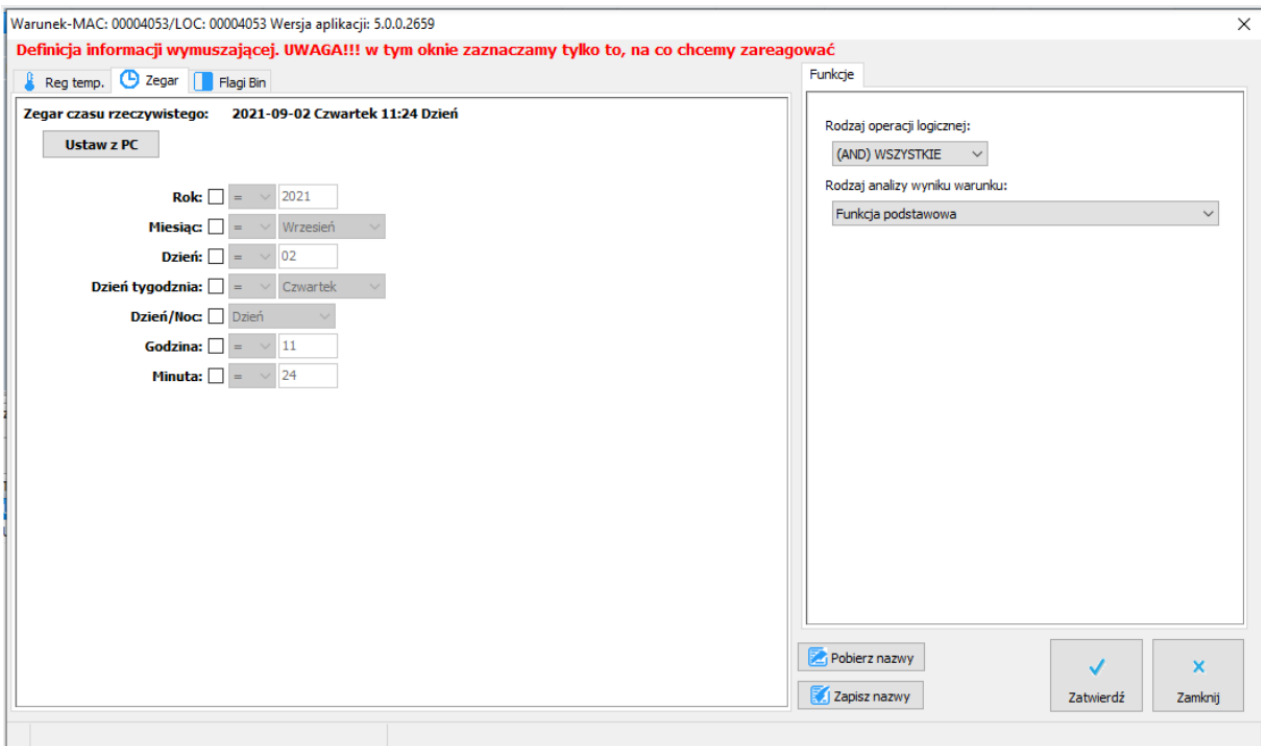 Warunek-MAC: 00004053/LOC: 00004053 Wersja aplikacji: 5.0.0.2659
Definicja informacji wymuszającej. UWAGA!!! w tym oknie zaznaczamy tylko to, na co chcemy zareagować
Reg temp. Zegar Flagi Bin
Zegar czasu rzeczywistego: 2021-09-02 Czwartek 11:24 Dzień
Ustaw z PC
Rok: = 2021
Miesiąc: = Wrzesień
Dzień: = 02
Dzień tygodznia: = Czwartek
Dzień/Noc: Dzień
Godzina: = 11
Minuta: = 24
Funkcje
Rodzaj operacji logicznej:
(AND) WSZYSTKIE
Rodzaj analizy wyniku warunku:
Funkcja podstawowa
Pobierz nazwy
Zapisz nazwy
Zatwierdź
Zamknij